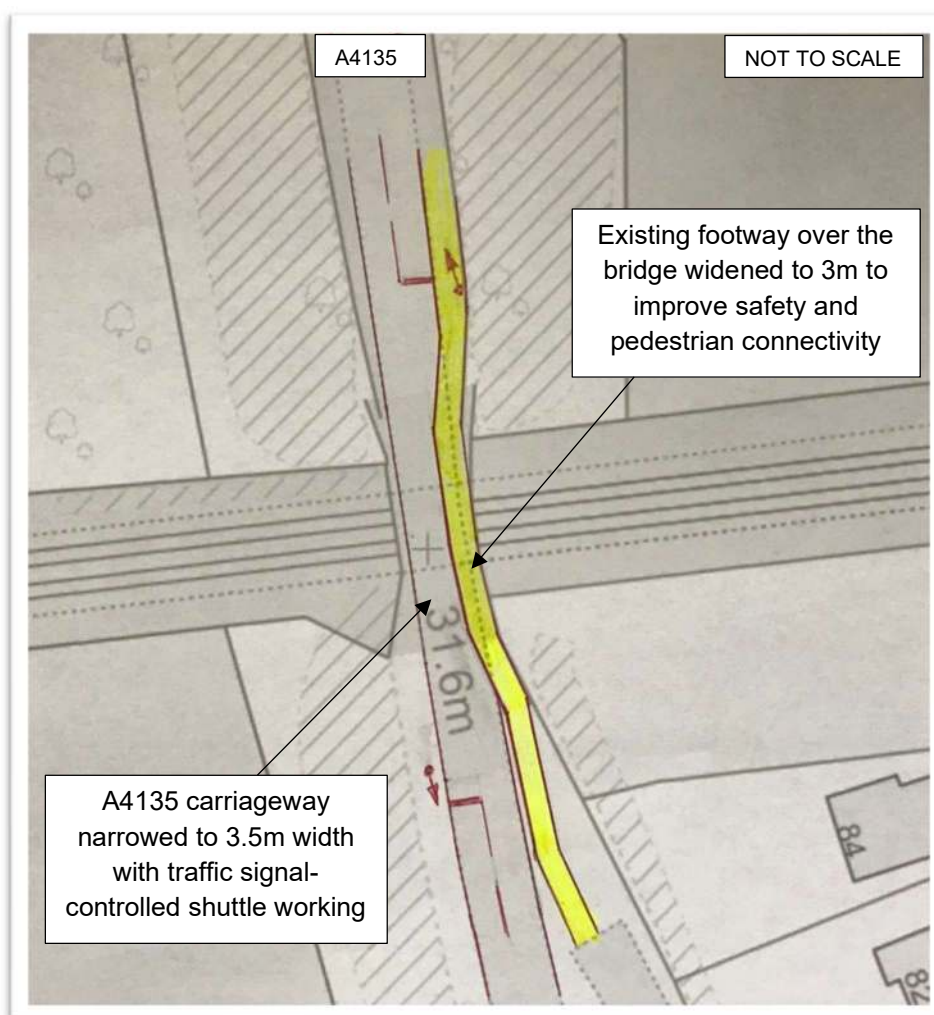 A4135
NOT TO SCALE
Existing footway over the
bridge widened to 3m to
improve safety and
pedestrian connectivity
31.6m
A4135 carriageway
narrowed to 3.5m width
with traffic signal-
controlled shuttle working
84
82